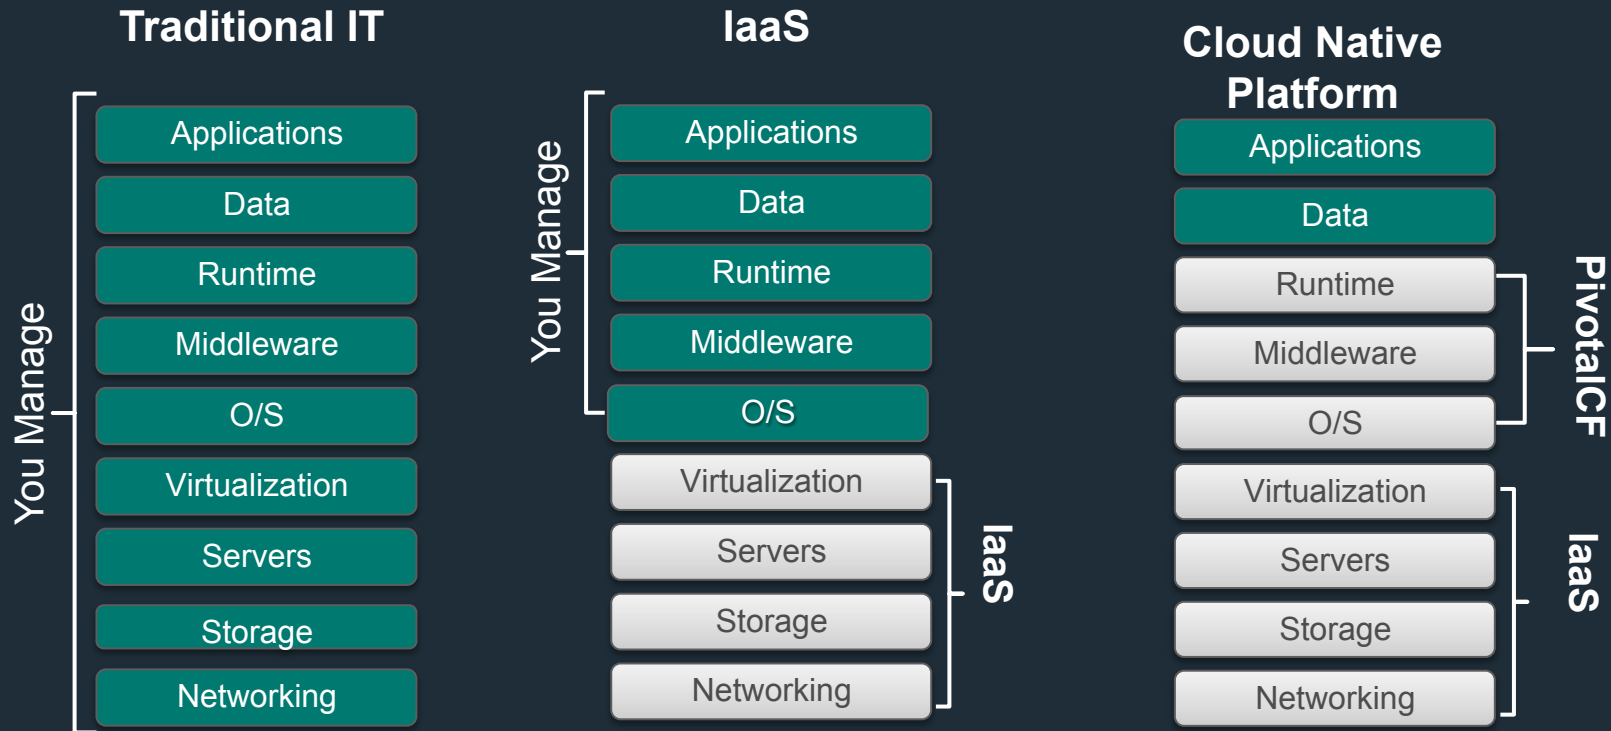 Traditional IT
You Manage
Applications
Data
Runtime
Middleware
O/S
Virtualization
Servers
Storage
Networking
IaaS
You Manage
Applications
Data
Runtime
Middleware
O/S
Virtualization
Servers
Storage
Networking
IaaS
Cloud Native
Platform
Applications
Data
Runtime
Middleware
O/S
Virtualization
Servers
Storage
Networking
PivotalCF
IaaS